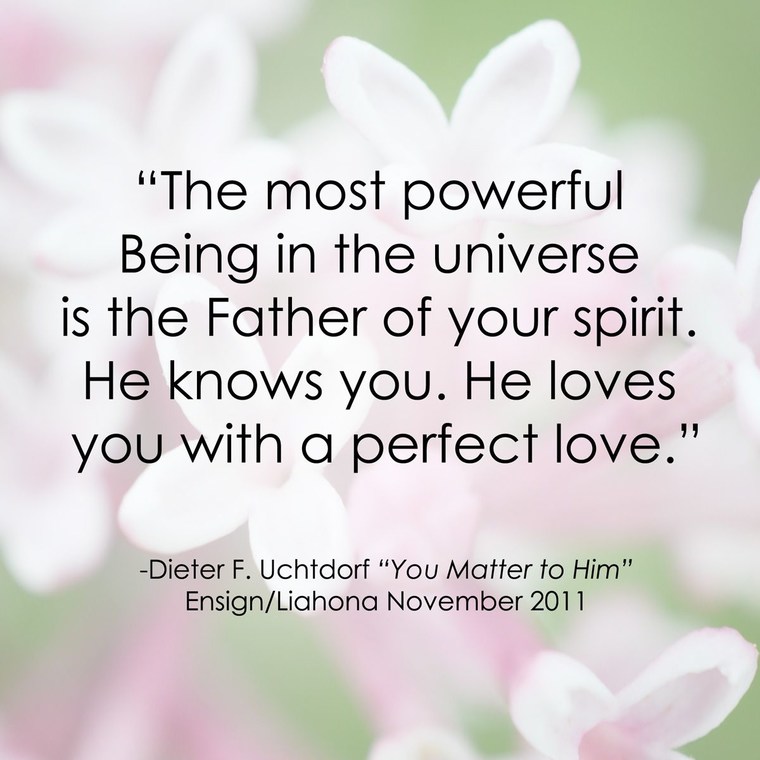 “The most powerful
Being in the universe
is the Father of your spirit.
He knows you. He loves
you with a perfect love.”
-Dieter F. Uchtdorf “You Matter to Him”
Ensign/Liahona November 2011